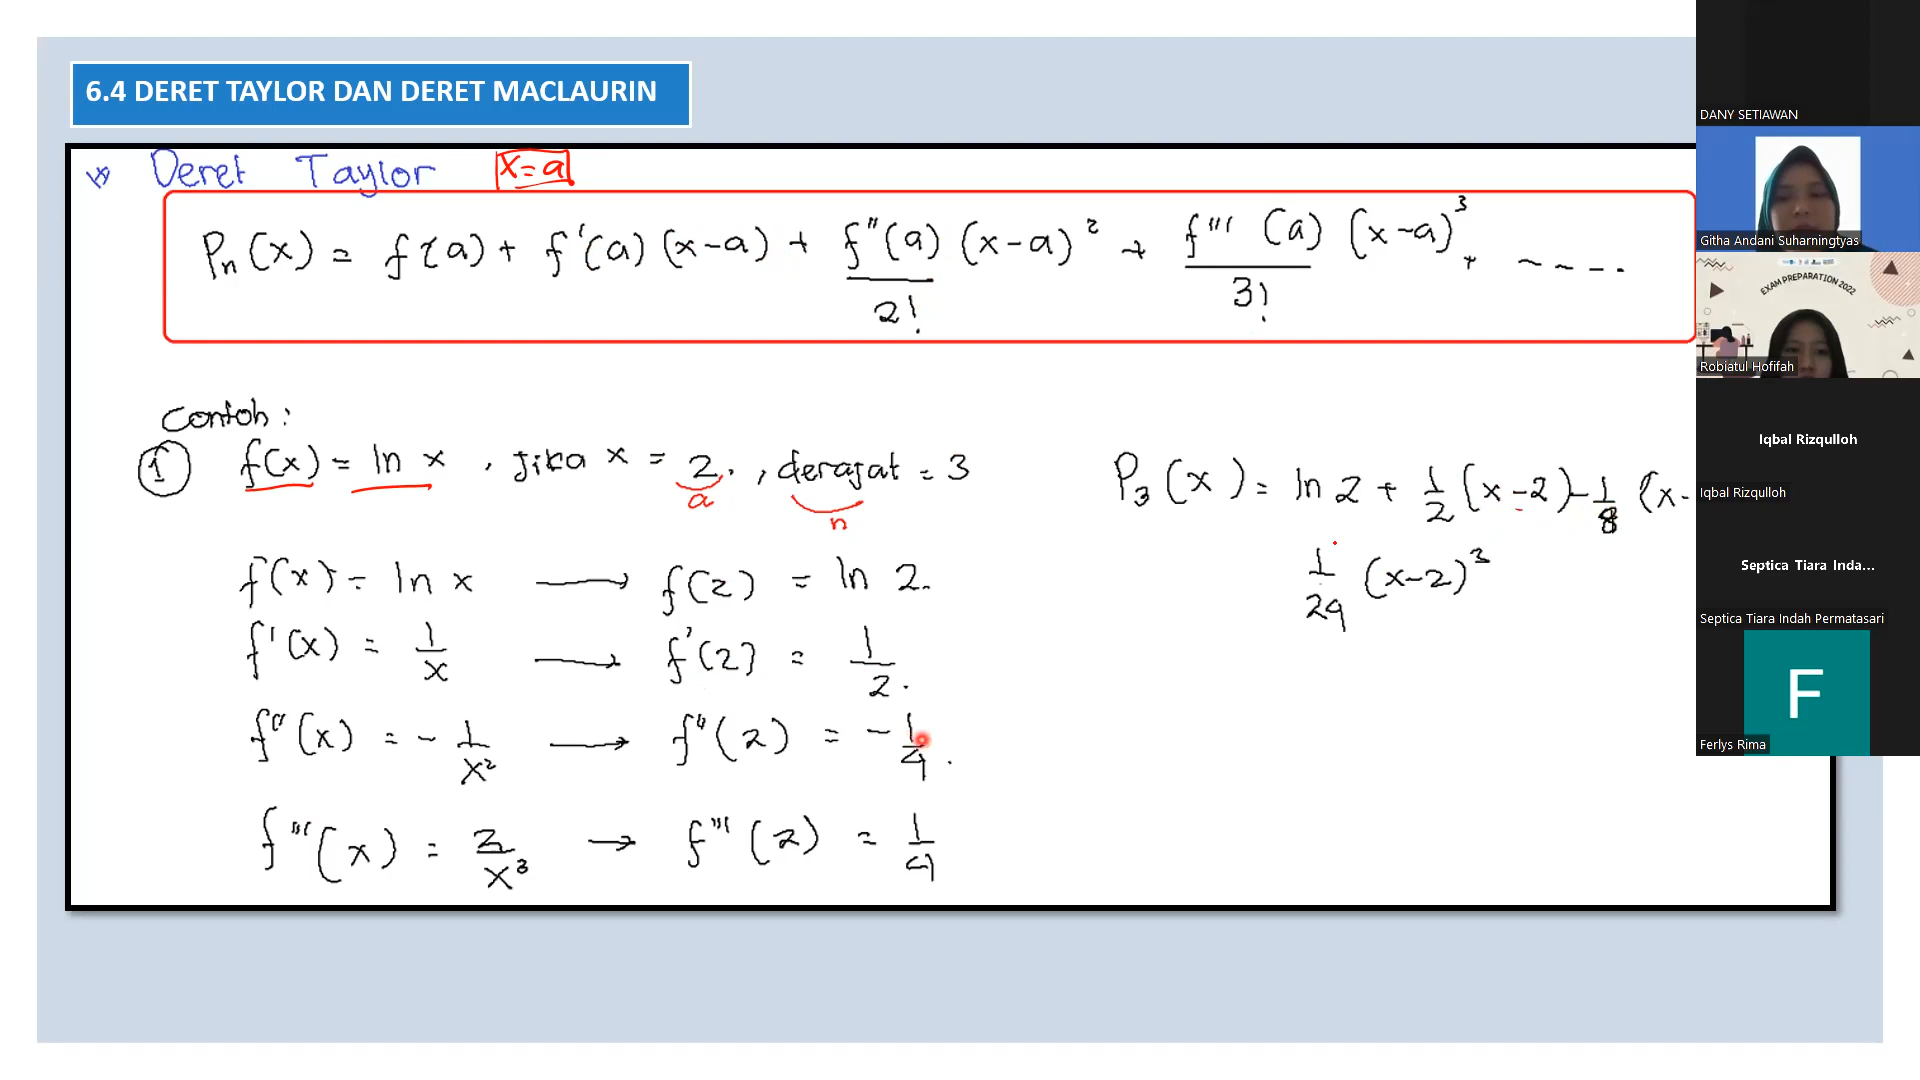 6.4 DERET TAYLOR DAN DERET MACLAURIN
Deret Taylor x=a
Pn(x) = f(a) + f'(a)(x-a) + f''(a)/2! (x-a)² + f'''(a)/3! (x-a)³ + ----
Contoh:
① f(x) = ln x , jika x = 2. , derajat = 3
a
n
f(x) = ln x → f(2) = ln 2.
f'(x) = 1/x → f'(2) = 1/2.
f''(x) = - 1/x² → f''(2) = - 1/4.
f'''(x) = 2/x³ → f'''(2) = 1/4
P3(x) = ln 2 + 1/2 (x-2) - 1/8 (x-
1/24 (x-2)³
DANY SETIAWAN
Githa Andani Suharningtyas
EXAM PREPARATION 2022
Robiatul Hofifah
Iqbal Rizqulloh
Iqbal Rizqulloh
Septica Tiara Inda...
Septica Tiara Indah Permatasari
F
Ferlys Rima